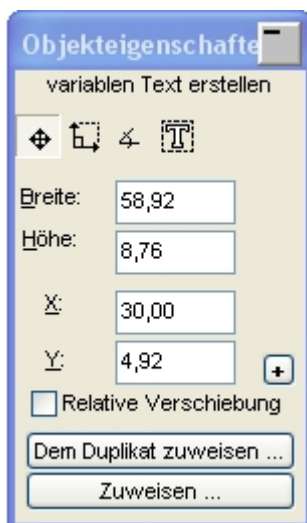 Objekteigenschafte
variablen Text erstellen
Breite: 58,92
Höhe: 8,76
X: 30,00
Y: 4,92
Relative Verschiebung
Dem Duplikat zuweisen ...
Zuweisen ...